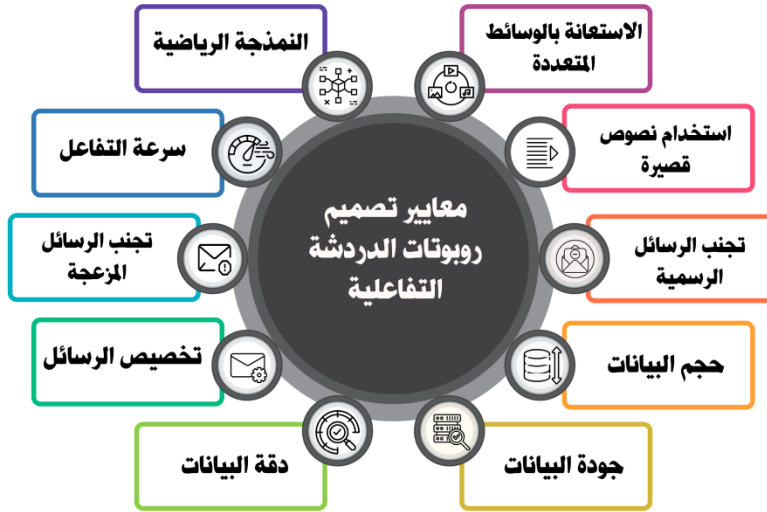 معايير تصميم
روبوتات الدردشة
التفاعلية
الاستعانة بالوسائط
المتعددة
استخدام نصوص
قصيرة
تجنب الرسائل
الرسمية
حجم البيانات
جودة البيانات
دقة البيانات
تخصيص الرسائل
تجنب الرسائل
المزعجة
سرعة التفاعل
النمذجة الرياضية